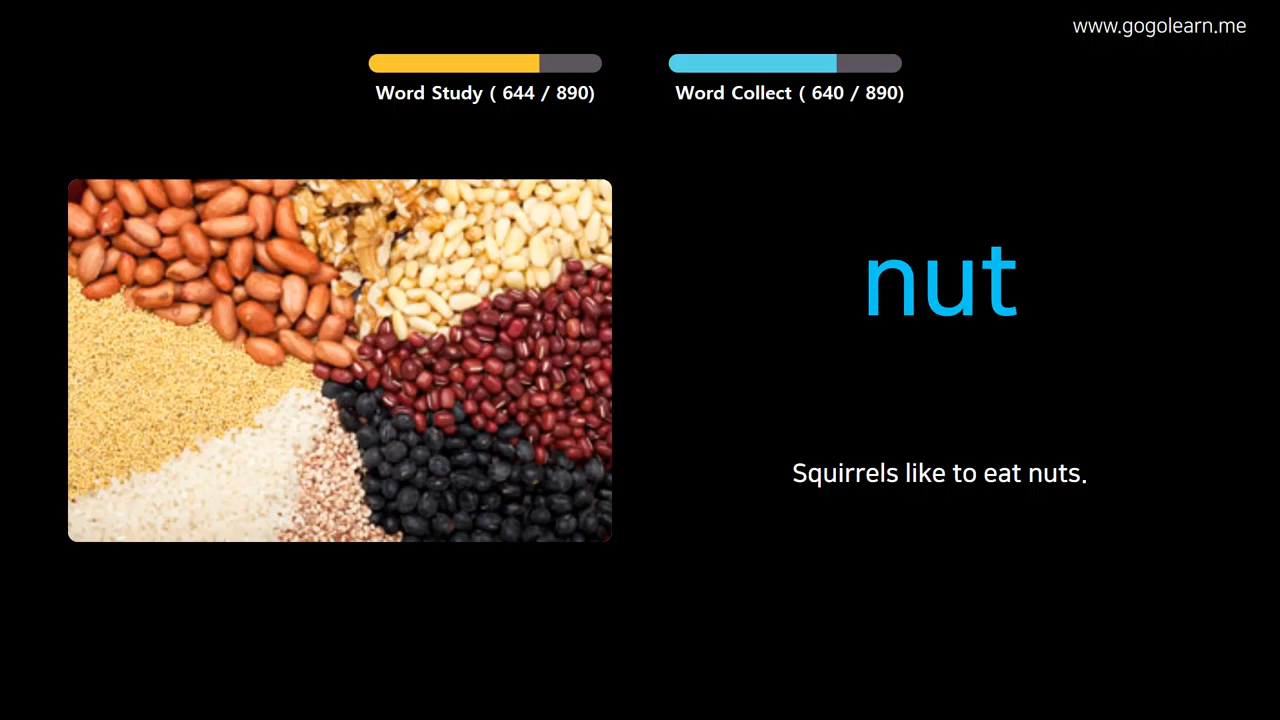 www.gogolearn.me
Word Study ( 644 / 890)
Word Collect ( 640 / 890)
nut
Squirrels like to eat nuts.